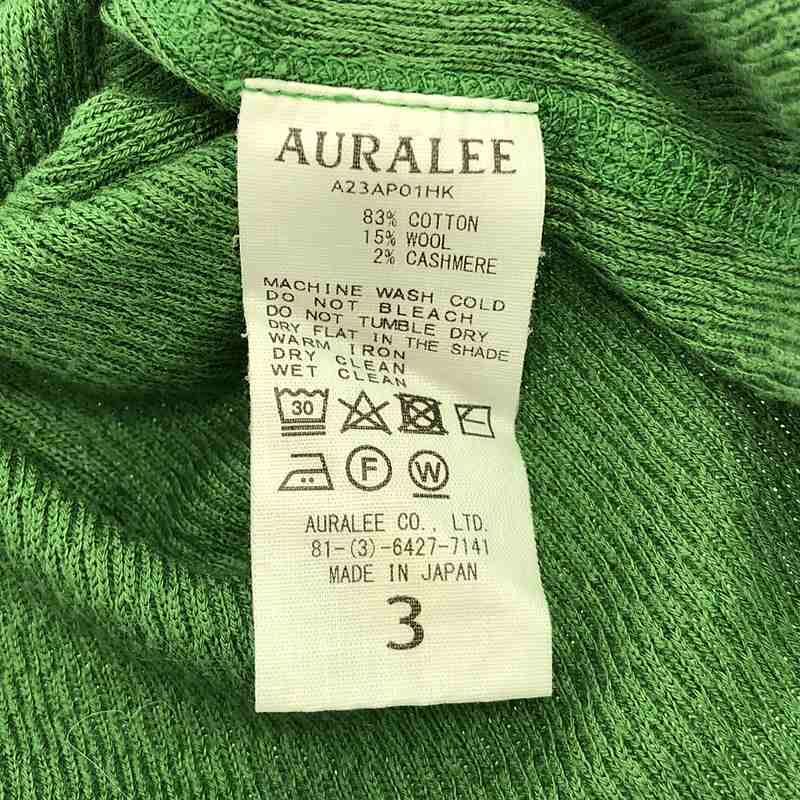 AURALEE
A23AP01HK
83% COTTON
15% WOOL
2% CASHMERE
MACHINE WASH COLD
DO NOT BLEACH
DO NOT TUMBLE DRY
DRY FLAT IN THE SHADE
WARM IRON
DRY CLEAN
WET CLEAN
30
F W
AURALEE CO., LTD.
81-(3)-6427-7141
MADE IN JAPAN
3